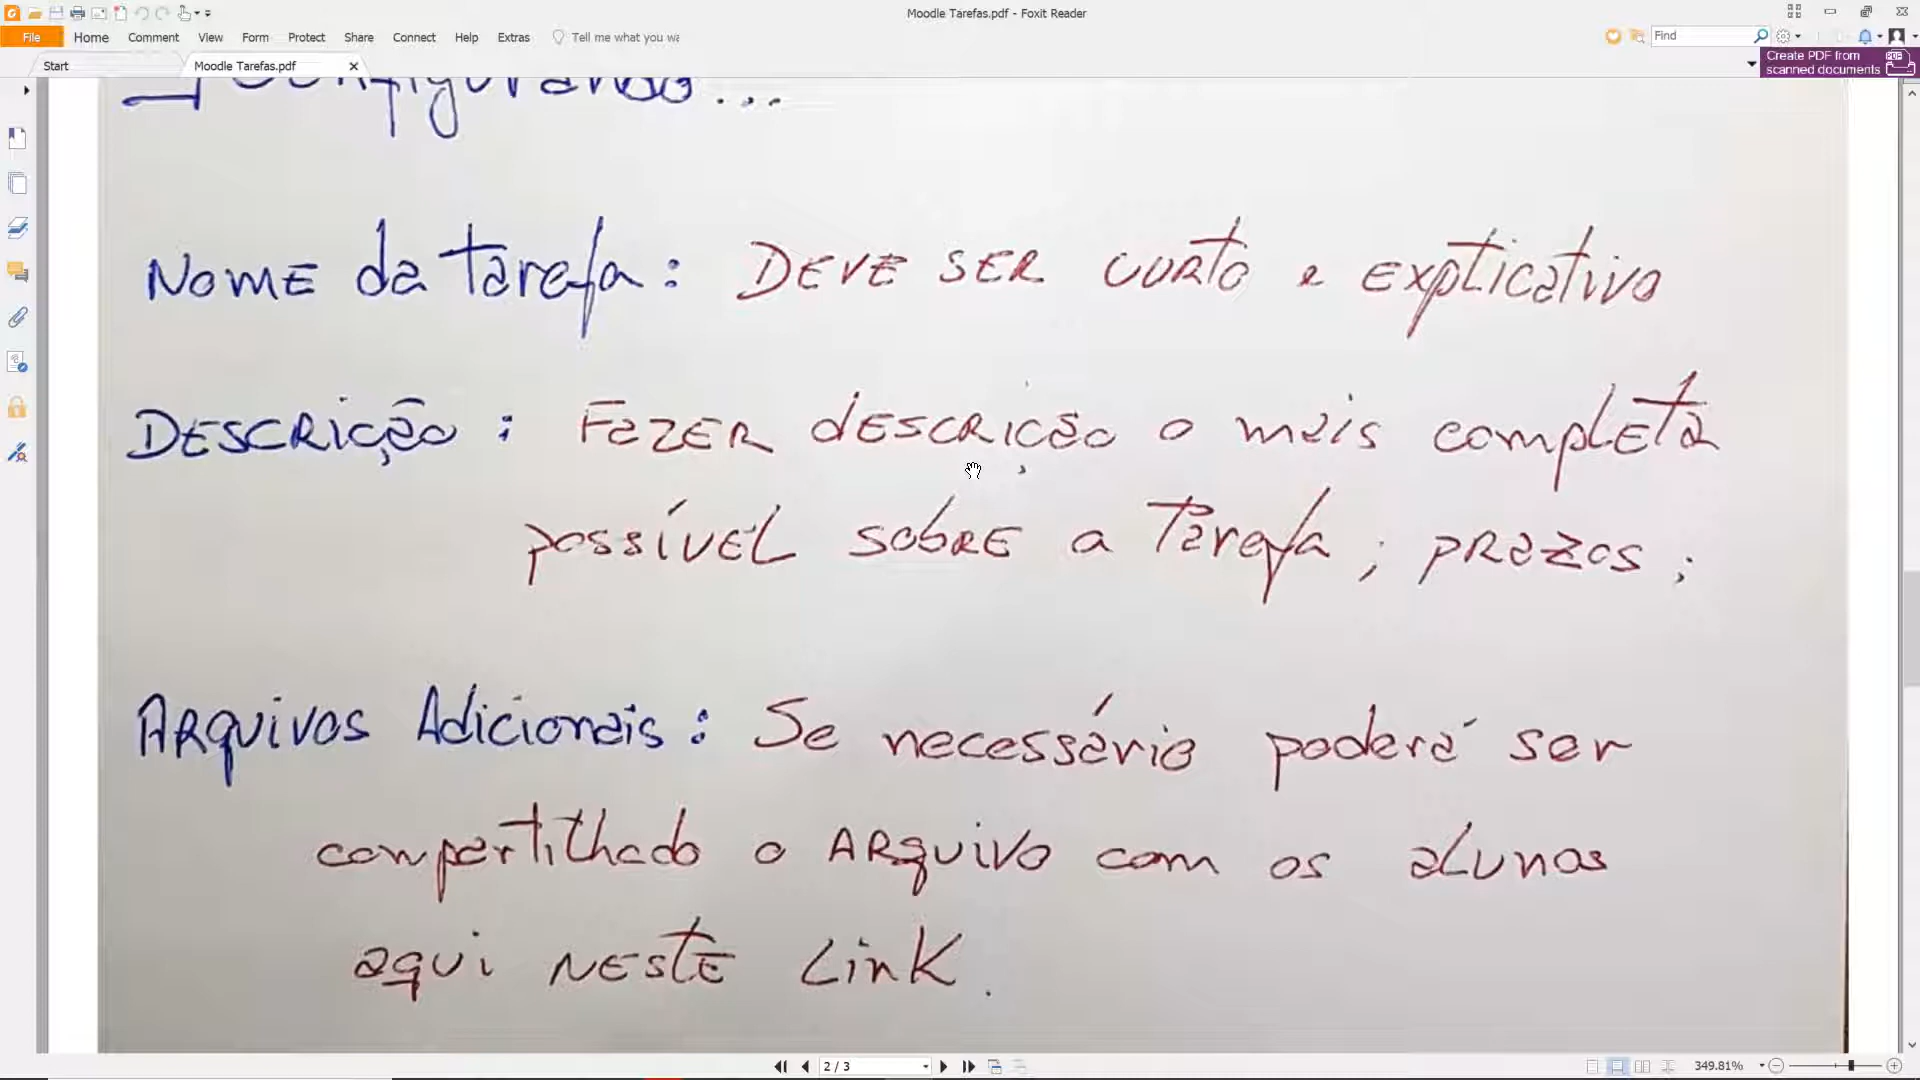 Moodle Tarefas.pdf - Foxit Reader
File Home Comment View Form Protect Share Connect Help Extras Tell me what you wa
Find
Create PDF from
scanned documents
Start Moodle Tarefas.pdf
Configurando...
Nome da tarefa: Deve ser curto e explicativo
Descrição: Fazer descrição o mais completa
possível sobre a tarefa; prazos;
Arquivos Adicionais: Se necessário poderá ser
compartilhado o arquivo com os alunos
aqui neste link.
2 / 3
349.81%